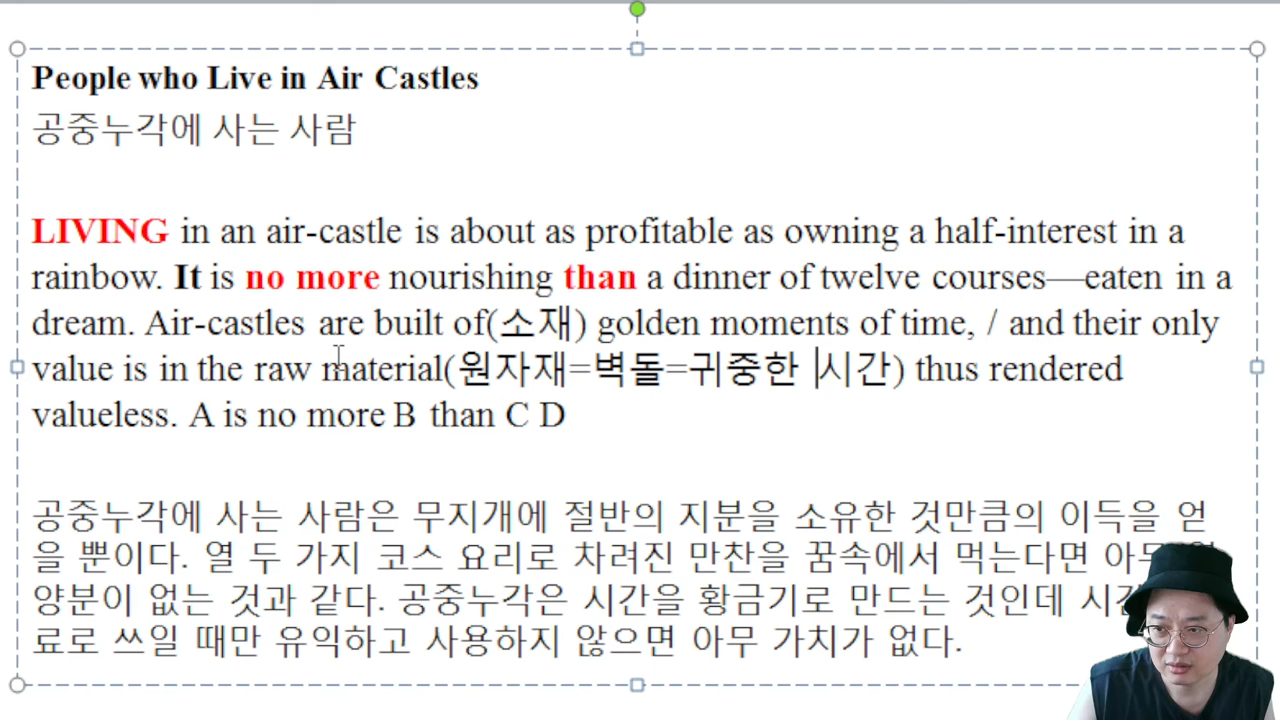 People who Live in Air Castles
공중누각에 사는 사람
LIVING in an air-castle is about as profitable as owning a half-interest in a
rainbow. It is no more nourishing than a dinner of twelve courses—eaten in a
dream. Air-castles are built of(소재) golden moments of time, / and their only
value is in the raw material(원자재=벽돌=귀중한 시간) thus rendered
valueless. A is no more B than C D
공중누각에 사는 사람은 무지개에 절반의 지분을 소유한 것만큼의 이득을 얻
을 뿐이다. 열 두 가지 코스 요리로 차려진 만찬을 꿈속에서 먹는다면
양분이 없는 것과 같다. 공중누각은 시간을 황금기로 만드는 것인데
료로 쓰일 때만 유익하고 사용하지 않으면 아무 가치가 없다.